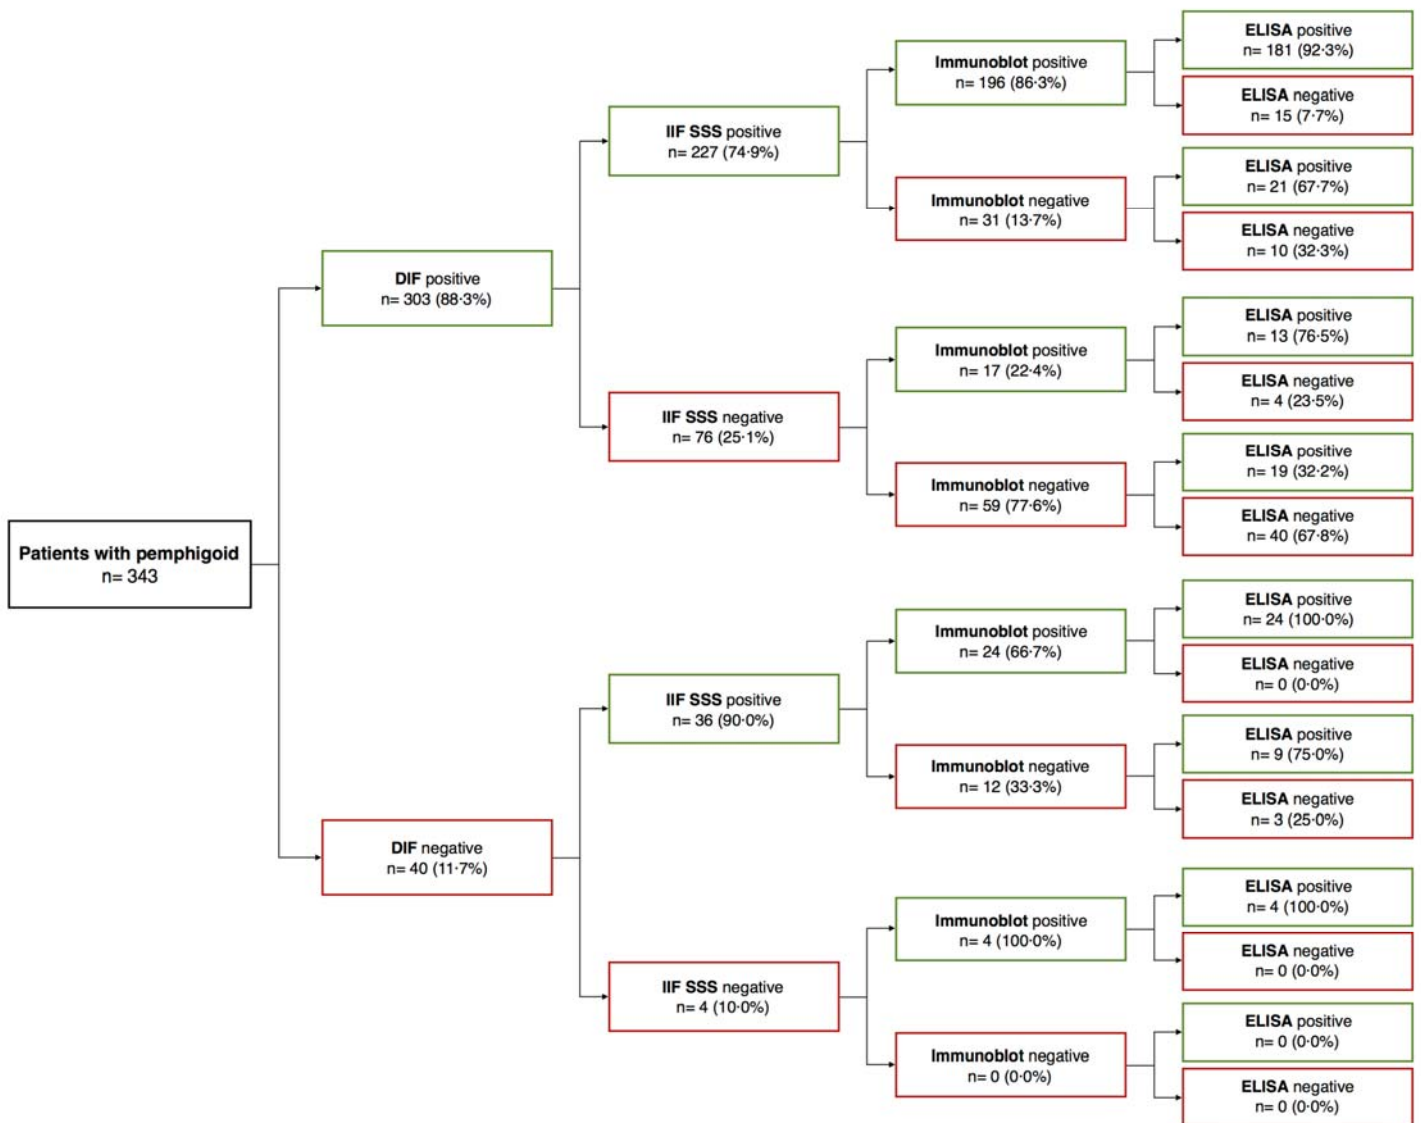 Patients with pemphigoid
n= 343
DIF positive
n= 303 (88·3%)
DIF negative
n= 40 (11·7%)
IIF SSS positive
n= 227 (74·9%)
IIF SSS negative
n= 76 (25·1%)
IIF SSS positive
n= 36 (90·0%)
IIF SSS negative
n= 4 (10·0%)
Immunoblot positive
n= 196 (86·3%)
Immunoblot negative
n= 31 (13·7%)
Immunoblot positive
n= 17 (22·4%)
Immunoblot negative
n= 59 (77·6%)
Immunoblot positive
n= 24 (66·7%)
Immunoblot negative
n= 12 (33·3%)
Immunoblot positive
n= 4 (100·0%)
Immunoblot negative
n= 0 (0·0%)
ELISA positive
n= 181 (92·3%)
ELISA negative
n= 15 (7·7%)
ELISA positive
n= 21 (67·7%)
ELISA negative
n= 10 (32·3%)
ELISA positive
n= 13 (76·5%)
ELISA negative
n= 4 (23·5%)
ELISA positive
n= 19 (32·2%)
ELISA negative
n= 40 (67·8%)
ELISA positive
n= 24 (100·0%)
ELISA negative
n= 0 (0·0%)
ELISA positive
n= 9 (75·0%)
ELISA negative
n= 3 (25·0%)
ELISA positive
n= 4 (100·0%)
ELISA negative
n= 0 (0·0%)
ELISA positive
n= 0 (0·0%)
ELISA negative
n= 0 (0·0%)